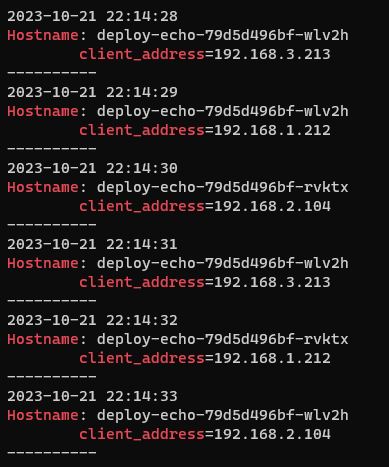 2023-10-21 22:14:28
Hostname: deploy-echo-79d5d496bf-wlv2h
        client_address=192.168.3.213
----------
2023-10-21 22:14:29
Hostname: deploy-echo-79d5d496bf-wlv2h
        client_address=192.168.1.212
----------
2023-10-21 22:14:30
Hostname: deploy-echo-79d5d496bf-rvktx
        client_address=192.168.2.104
----------
2023-10-21 22:14:31
Hostname: deploy-echo-79d5d496bf-wlv2h
        client_address=192.168.3.213
----------
2023-10-21 22:14:32
Hostname: deploy-echo-79d5d496bf-rvktx
        client_address=192.168.1.212
----------
2023-10-21 22:14:33
Hostname: deploy-echo-79d5d496bf-wlv2h
        client_address=192.168.2.104
----------